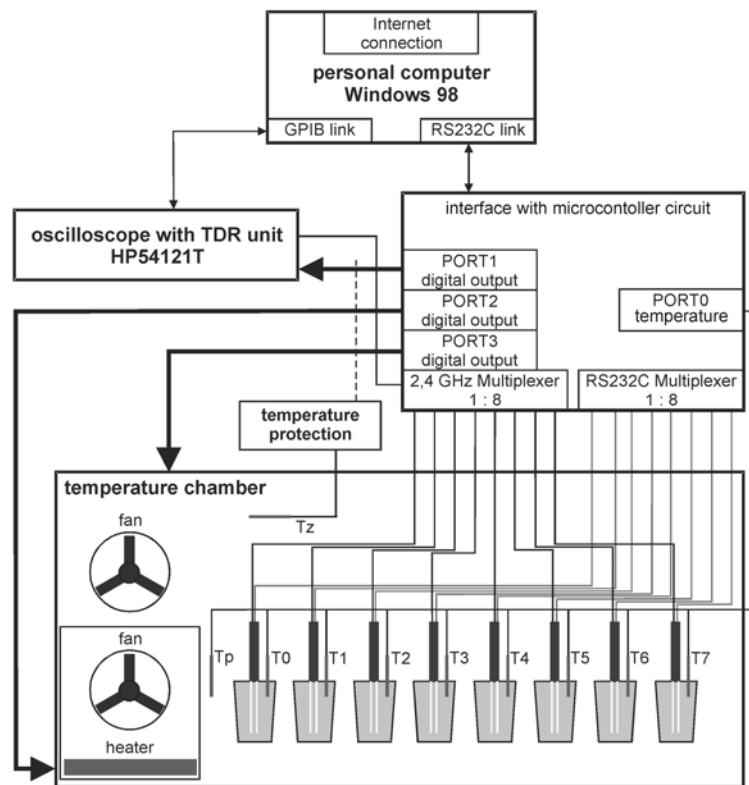 Internet
connection
personal computer
Windows 98
GPIB link
RS232C link
interface with microcontoller circuit
oscilloscope with TDR unit
HP54121T
PORT1
digital output
PORT2
digital output
PORT3
digital output
PORT0
temperature
2,4 GHz Multiplexer
1 : 8
RS232C Multiplexer
1 : 8
temperature
protection
temperature chamber
fan
Tz
fan
heater
Tp
T0
T1
T2
T3
T4
T5
T6
T7